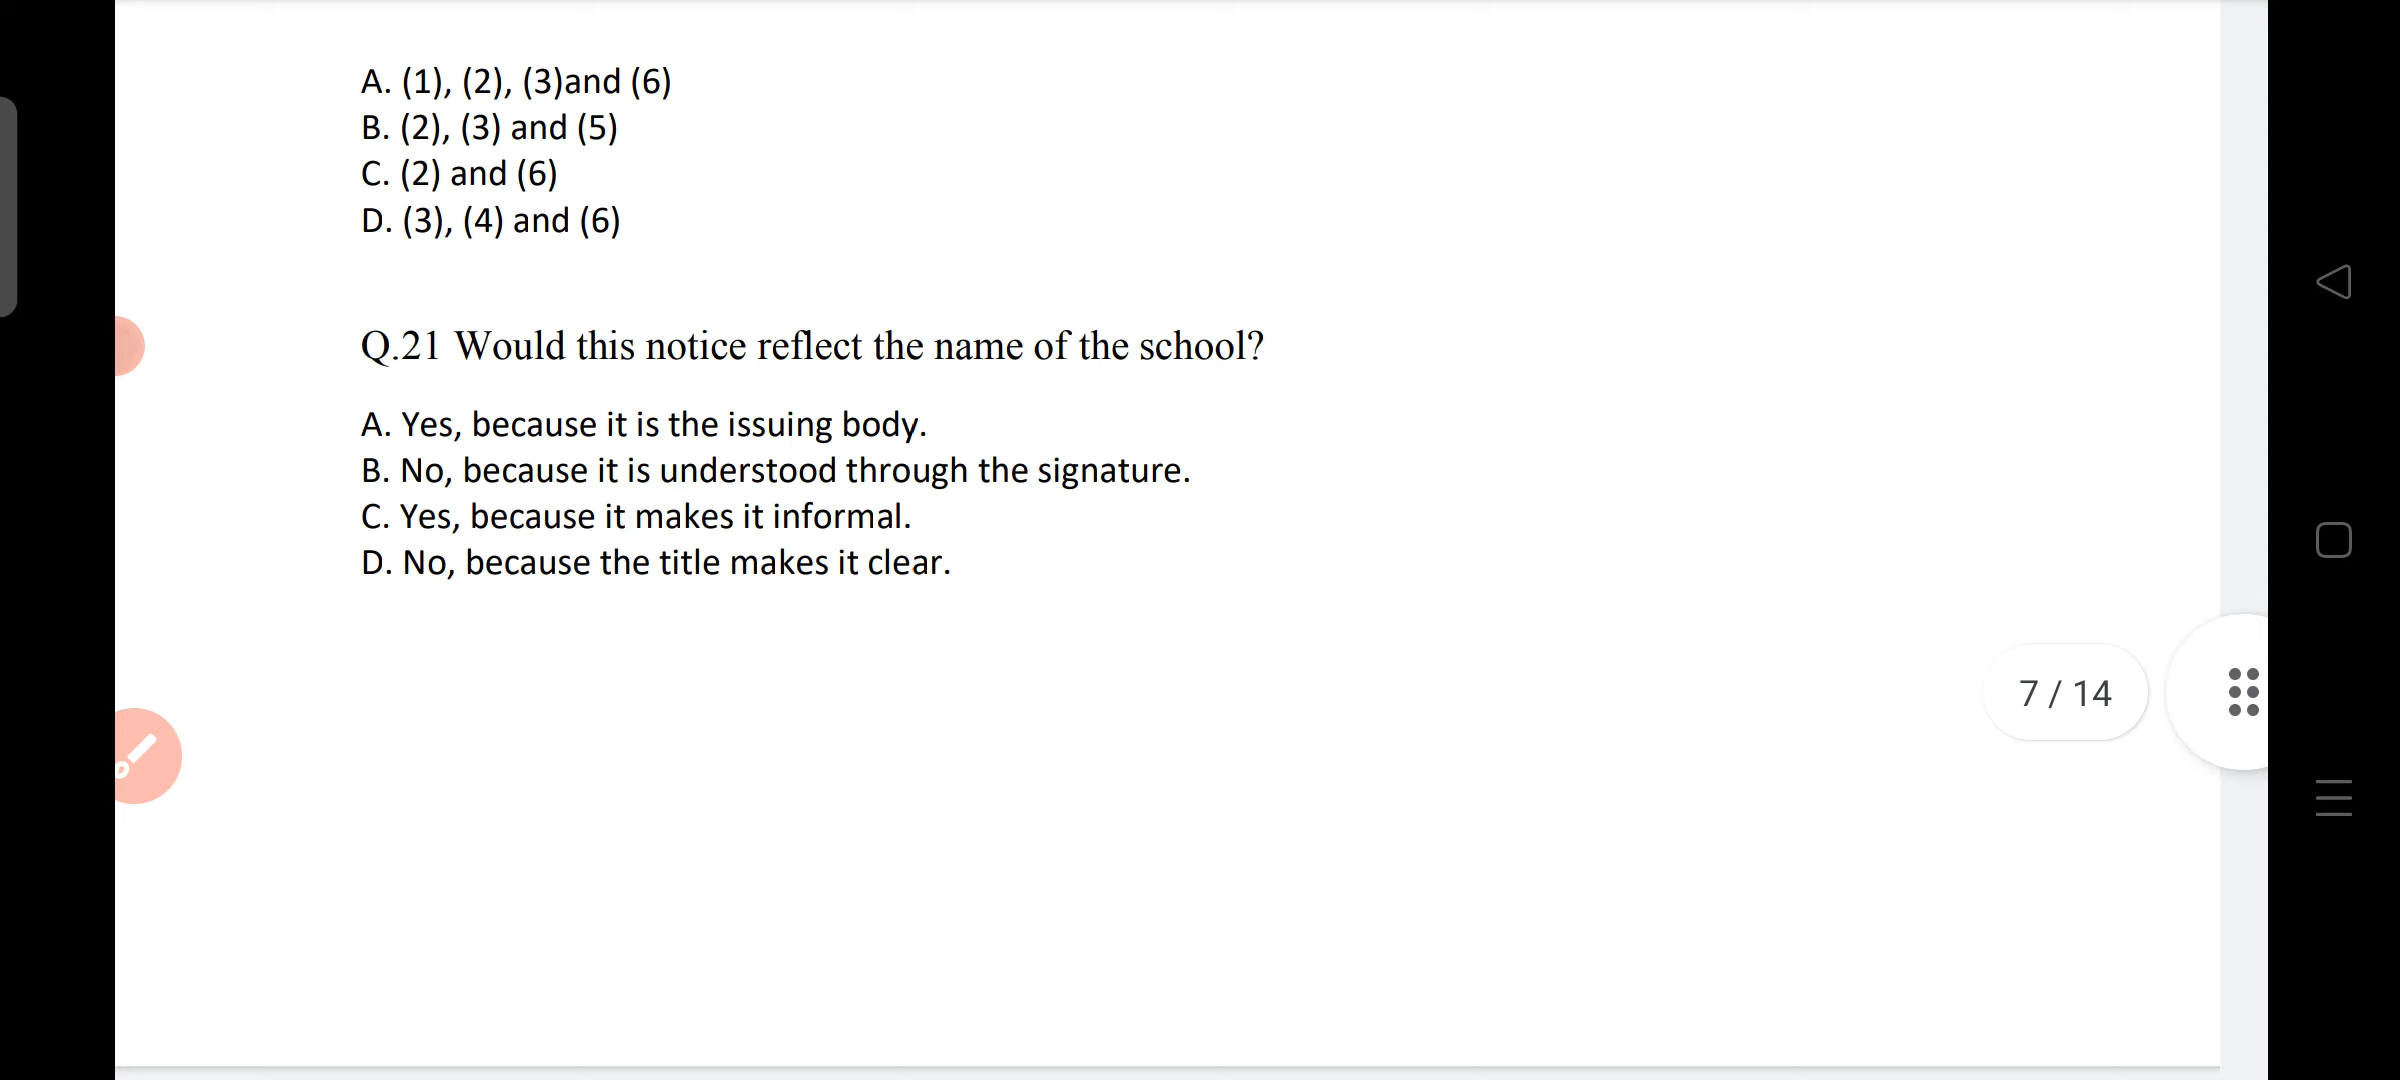 A. (1), (2), (3)and (6)
B. (2), (3) and (5)
C. (2) and (6)
D. (3), (4) and (6)
Q.21 Would this notice reflect the name of the school?
A. Yes, because it is the issuing body.
B. No, because it is understood through the signature.
C. Yes, because it makes it informal.
D. No, because the title makes it clear.
7 / 14